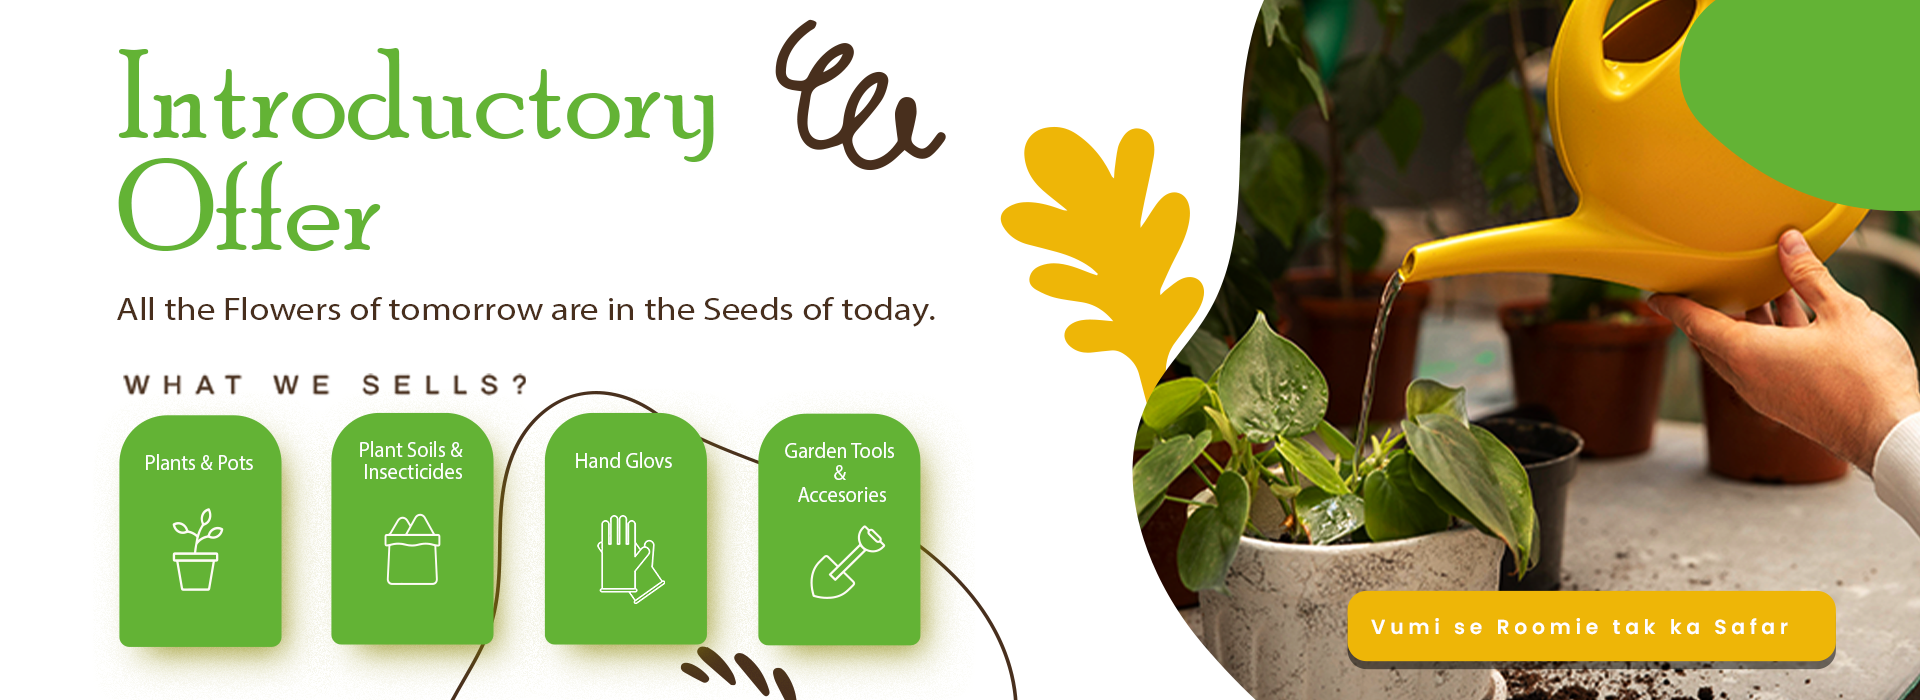 Introductory
Offer
All the Flowers of tomorrow are in the Seeds of today.
WHAT WE SELLS?
Plants & Pots
Plant Soils &
Insecticides
Hand Glovs
Garden Tools
&
Accesories
Vumi se Roomie tak ka Safar